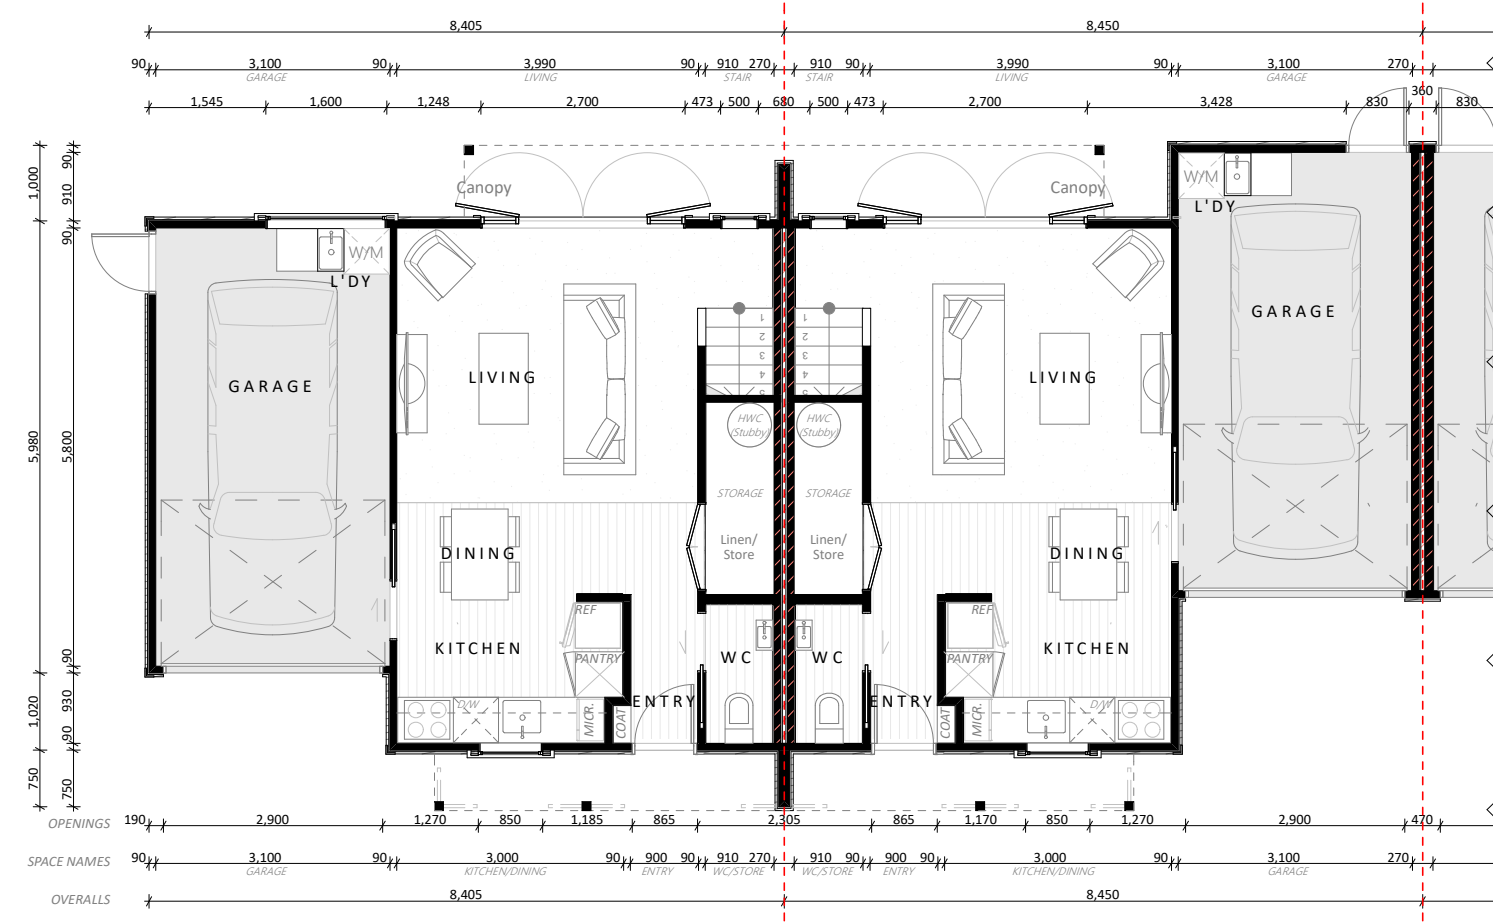 8,405 8,450
90 3,100 90 3,990 90 910 270 910 90 3,990 90 3,100 270
GARAGE LIVING STAIR STAIR LIVING GARAGE
360
1,545 1,600 1,248 2,700 473 500 680 500 473 2,700 3,428 830 830
1,000 90 910 90
Canopy Canopy
W/M
L'DY
W/M
L'DY
GARAGE
1 1
2 2
3 3
4 4
5 5
LIVING LIVING
GARAGE
HWC HWC
(Stubby) (Stubby)
5,980 5,800
STORAGE STORAGE
Linen/ Linen/
Store Store
DINING DINING
REF REF
KITCHEN WC WC KITCHEN
PANTRY PANTRY
90
1,020 930 90
ENTRY ENTRY
D/W D/W
MICR. COAT COAT MICR.
750 750
OPENINGS 190 2,900 1,270 850 1,185 865 2,305 865 1,170 850 1,270 2,900 470
SPACE NAMES 90 3,100 90 3,000 90 900 90 910 270 910 90 900 90 3,000 90 3,100 270
GARAGE KITCHEN/DINING ENTRY WC/STORE WC/STORE ENTRY KITCHEN/DINING GARAGE
OVERALLS 8,405 8,450